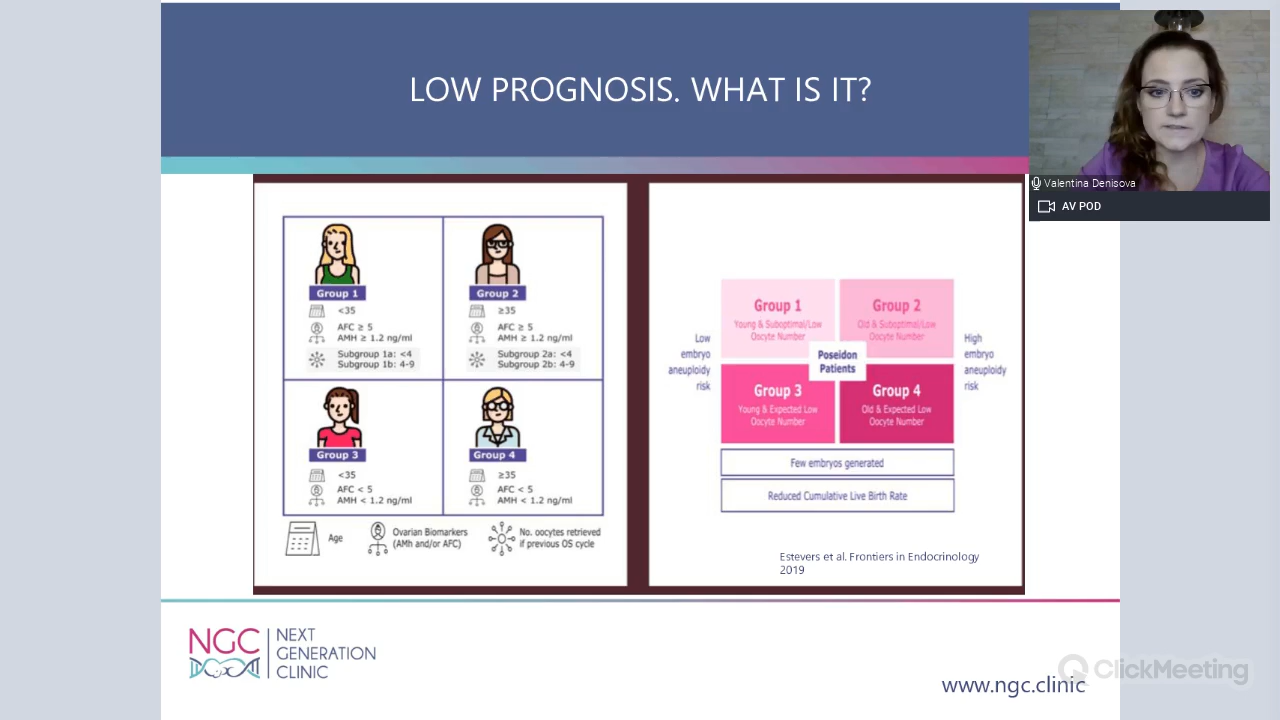 LOW PROGNOSIS. WHAT IS IT?
Valentina Denisova
AV POD
Group 1
<35
AFC ≥ 5
AMH ≥ 1.2 ng/ml
Subgroup 1a: <4
Subgroup 1b: 4-9
Group 2
≥35
AFC ≥ 5
AMH ≥ 1.2 ng/ml
Subgroup 2a: <4
Subgroup 2b: 4-9
Group 3
<35
AFC < 5
AMH < 1.2 ng/ml
Group 4
≥35
AFC < 5
AMH < 1.2 ng/ml
Age
Ovarian Biomarkers
(AMh and/or AFC)
No. oocytes retrieved
if previous OS cycle
Low
embryo
aneuploidy
risk
Group 1
Young & Suboptimal/Low
Oocyte Number
Group 2
Old & Suboptimal/Low
Oocyte Number
Poseidon
Patients
Group 3
Young & Expected Low
Oocyte Number
Group 4
Old & Expected Low
Oocyte Number
High
embryo
aneuploidy
risk
Few embryos generated
Reduced Cumulative Live Birth Rate
Estevers et al. Frontiers in Endocrinology
2019
NGC
NEXT
GENERATION
CLINIC
ClickMeeting
www.ngc.clinic